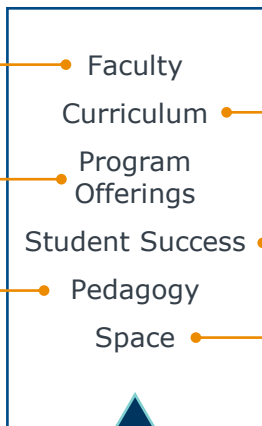 Faculty
Curriculum
Program
Offerings
Student Success
Pedagogy
Space